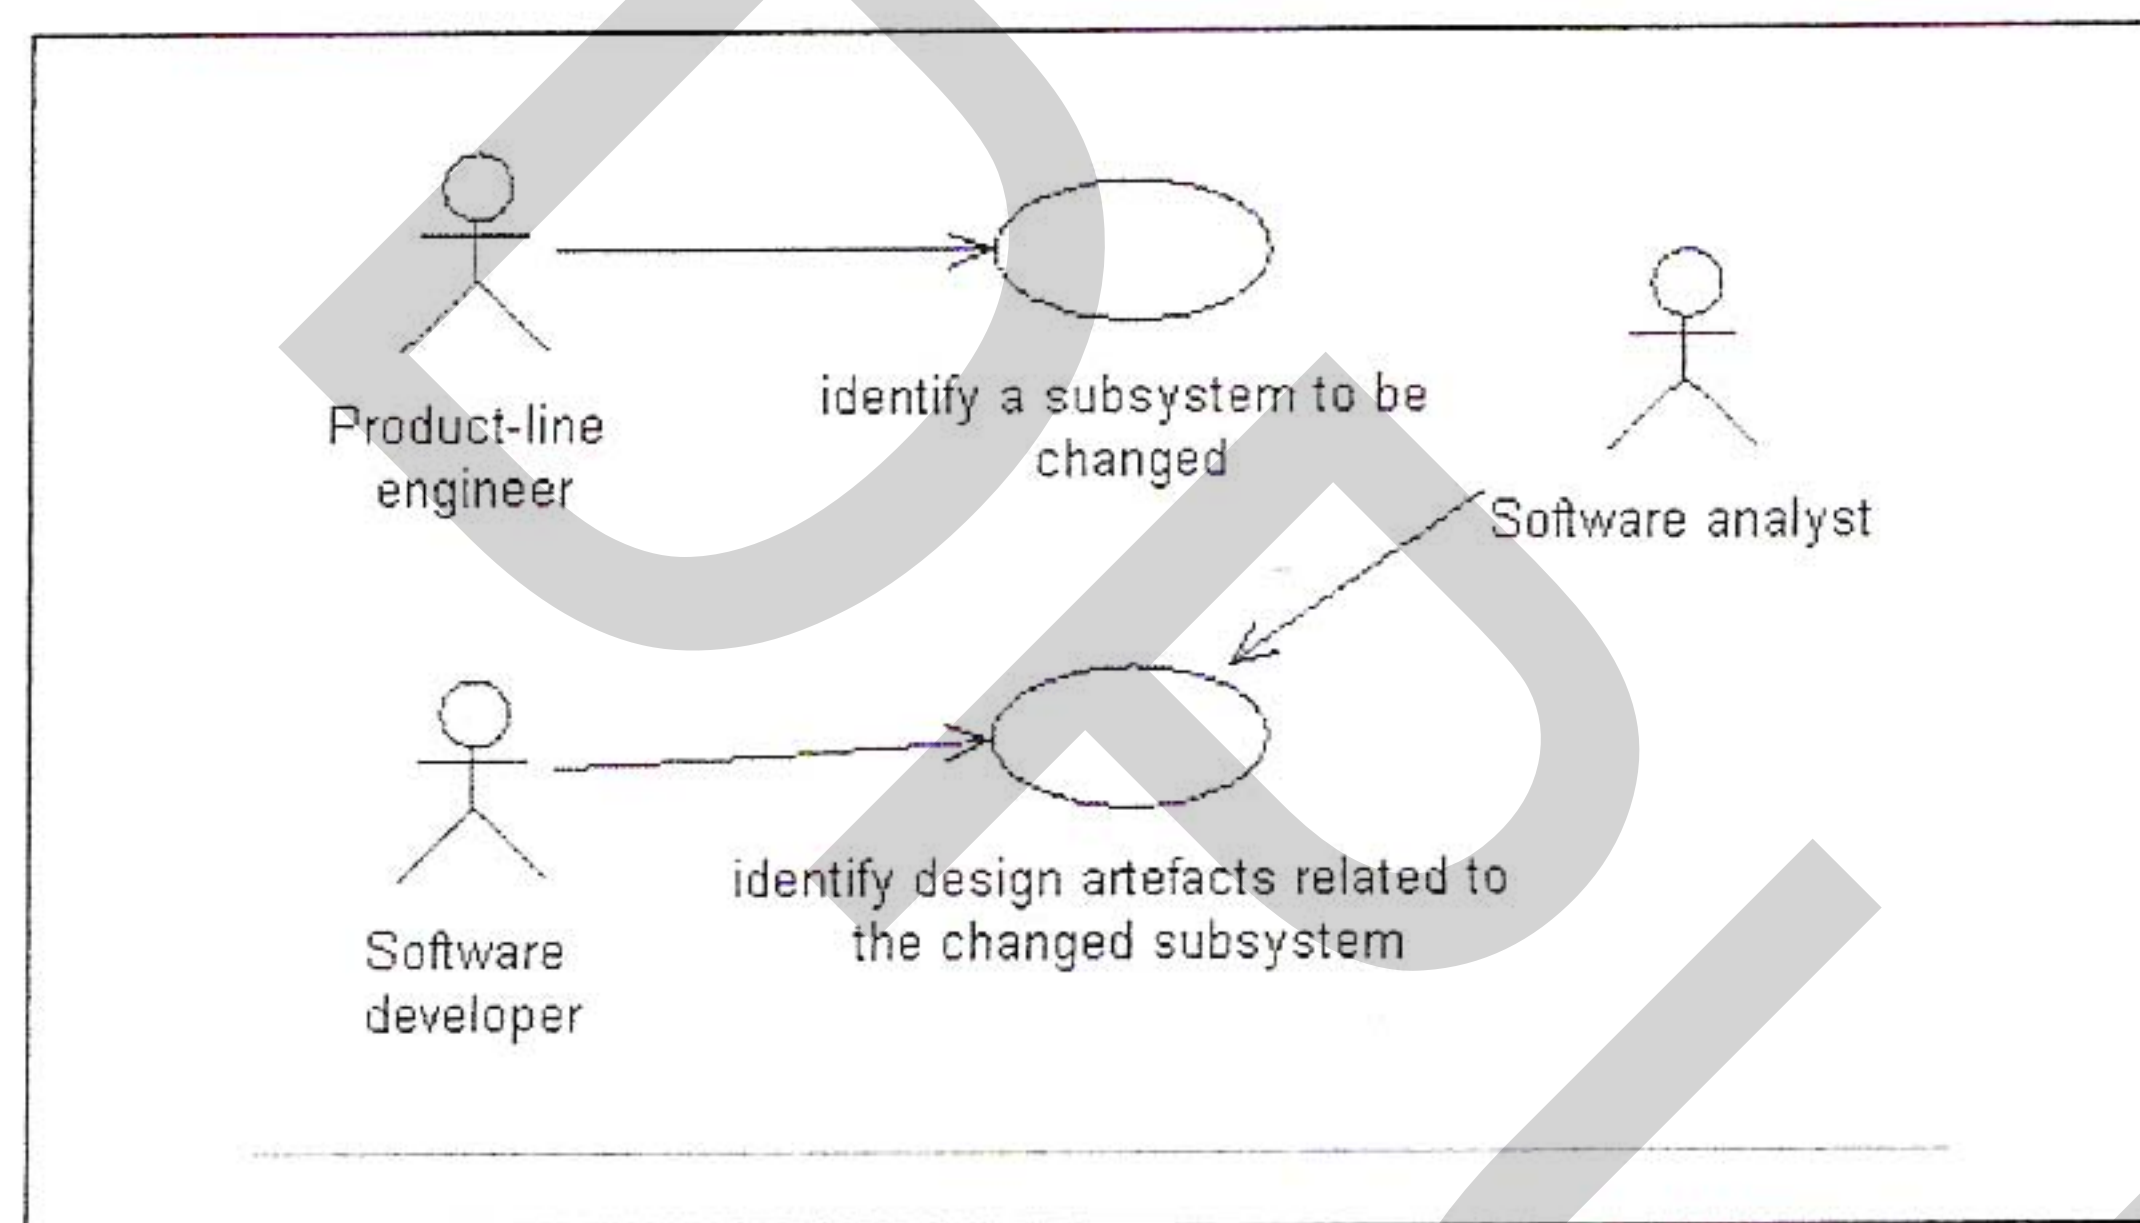 Product-line
engineer
identify a subsystem to be
changed
Software analyst
Software
developer
identify design artefacts related to
the changed subsystem